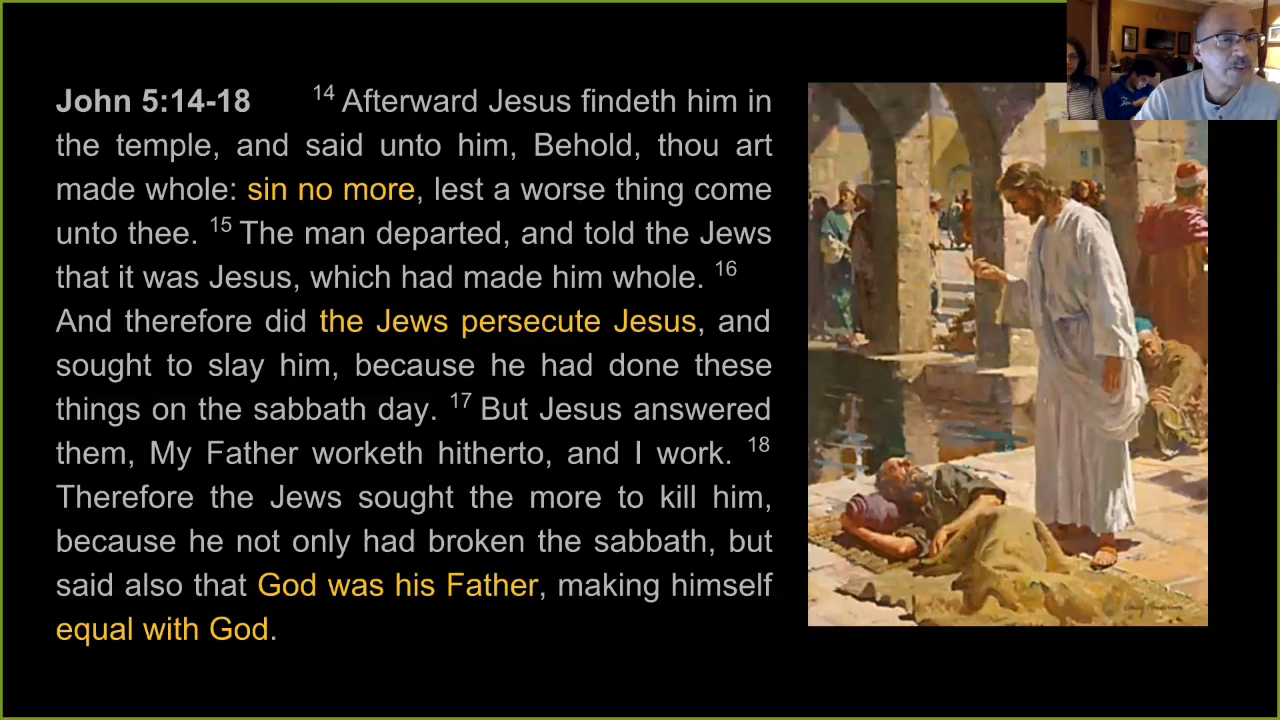 John 5:14-18 14 Afterward Jesus findeth him in
the temple, and said unto him, Behold, thou art
made whole: sin no more, lest a worse thing come
unto thee. 15 The man departed, and told the Jews
that it was Jesus, which had made him whole. 16
And therefore did the Jews persecute Jesus, and
sought to slay him, because he had done these
things on the sabbath day. 17 But Jesus answered
them, My Father worketh hitherto, and I work. 18
Therefore the Jews sought the more to kill him,
because he not only had broken the sabbath, but
said also that God was his Father, making himself
equal with God.